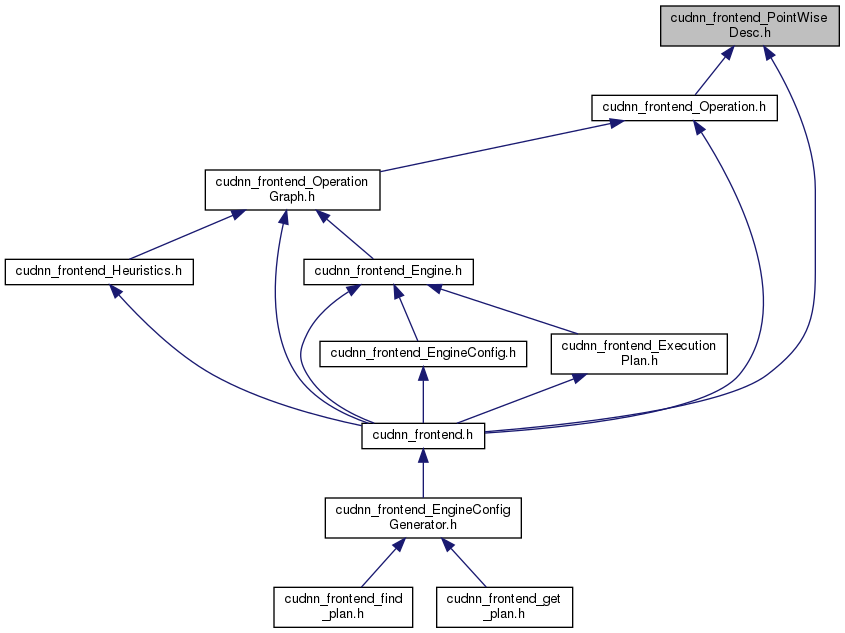 cudnn_frontend_PointWise
Desc.h
cudnn_frontend_Operation.h
cudnn_frontend_Operation
Graph.h
cudnn_frontend_Heuristics.h
cudnn_frontend_Engine.h
cudnn_frontend_EngineConfig.h
cudnn_frontend_Execution
Plan.h
cudnn_frontend.h
cudnn_frontend_EngineConfig
Generator.h
cudnn_frontend_find
_plan.h
cudnn_frontend_get
_plan.h